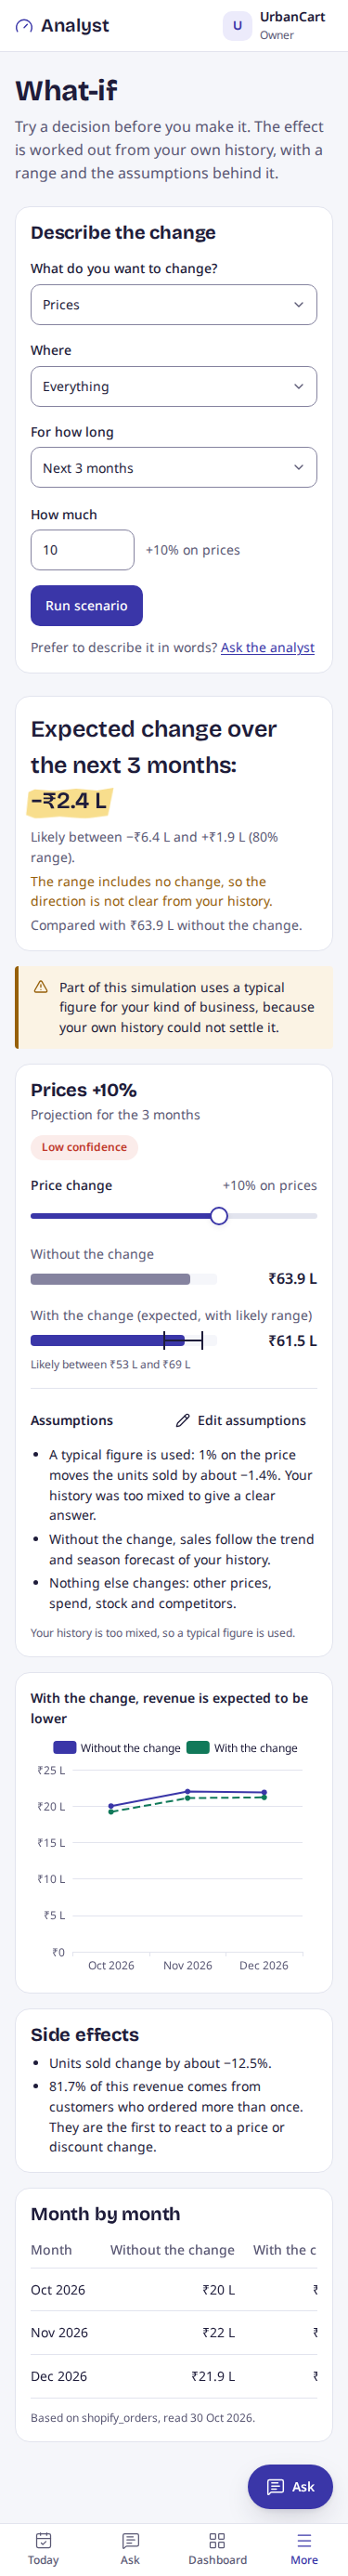 Analyst
U
UrbanCart
Owner
What-if
Try a decision before you make it. The effect
is worked out from your own history, with a
range and the assumptions behind it.
Describe the change
What do you want to change?
Prices
Where
Everything
For how long
Next 3 months
How much
10
+10% on prices
Run scenario
Prefer to describe it in words? Ask the analyst
Expected change over
the next 3 months:
−₹2.4 L
Likely between −₹6.4 L and +₹1.9 L (80%
range).
The range includes no change, so the
direction is not clear from your history.
Compared with ₹63.9 L without the change.
Part of this simulation uses a typical
figure for your kind of business, because
your own history could not settle it.
Prices +10%
Projection for the 3 months
Low confidence
Price change
+10% on prices
Without the change
₹63.9 L
With the change (expected, with likely range)
₹61.5 L
Likely between ₹53 L and ₹69 L
Assumptions
Edit assumptions
• A typical figure is used: 1% on the price
moves the units sold by about −1.4%. Your
history was too mixed to give a clear
answer.
• Without the change, sales follow the trend
and season forecast of your history.
• Nothing else changes: other prices,
spend, stock and competitors.
Your history is too mixed, so a typical figure is used.
With the change, revenue is expected to be
lower
Without the change
With the change
₹25 L
₹20 L
₹15 L
₹10 L
₹5 L
₹0
Oct 2026 Nov 2026 Dec 2026
Side effects
• Units sold change by about −12.5%.
• 81.7% of this revenue comes from
customers who ordered more than once.
They are the first to react to a price or
discount change.
Month by month
Month Without the change With the c
Oct 2026 ₹20 L ₹
Nov 2026 ₹22 L ₹
Dec 2026 ₹21.9 L ₹
Based on shopify_orders, read 30 Oct 2026.
Ask
Today Ask Dashboard More